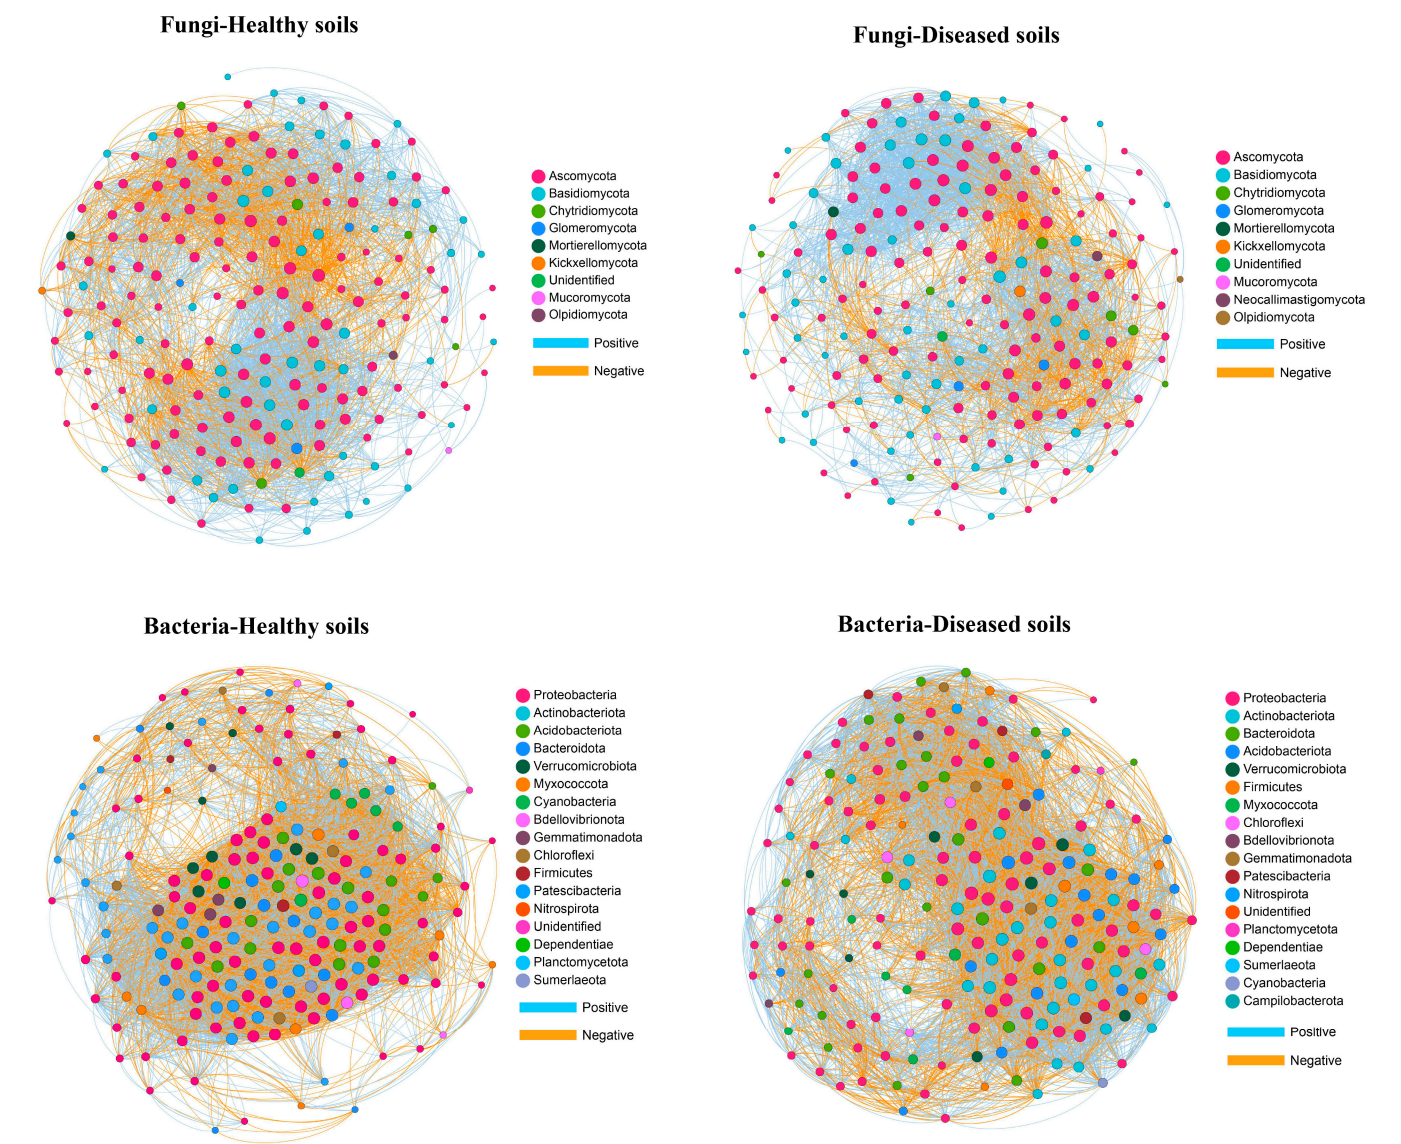 Fungi-Healthy soils
Ascomycota
Basidiomycota
Chytridiomycota
Glomeromycota
Mortierellomycota
Kickxellomycota
Unidentified
Mucoromycota
Olpidiomycota
Positive
Negative
Fungi-Diseased soils
Ascomycota
Basidiomycota
Chytridiomycota
Glomeromycota
Mortierellomycota
Kickxellomycota
Unidentified
Mucoromycota
Neocallimastigomycota
Olpidiomycota
Positive
Negative
Bacteria-Healthy soils
Proteobacteria
Actinobacteriota
Acidobacteriota
Bacteroidota
Verrucomicrobiota
Myxococcota
Cyanobacteria
Bdellovibrionota
Gemmatimonadota
Chloroflexi
Firmicutes
Patescibacteria
Nitrospirota
Unidentified
Dependentiae
Planctomycetota
Sumerlaeota
Positive
Negative
Bacteria-Diseased soils
Proteobacteria
Actinobacteriota
Bacteroidota
Acidobacteriota
Verrucomicrobiota
Firmicutes
Myxococcota
Chloroflexi
Bdellovibrionota
Gemmatimonadota
Patescibacteria
Nitrospirota
Unidentified
Planctomycetota
Dependentiae
Sumerlaeota
Cyanobacteria
Campilobacterota
Positive
Negative